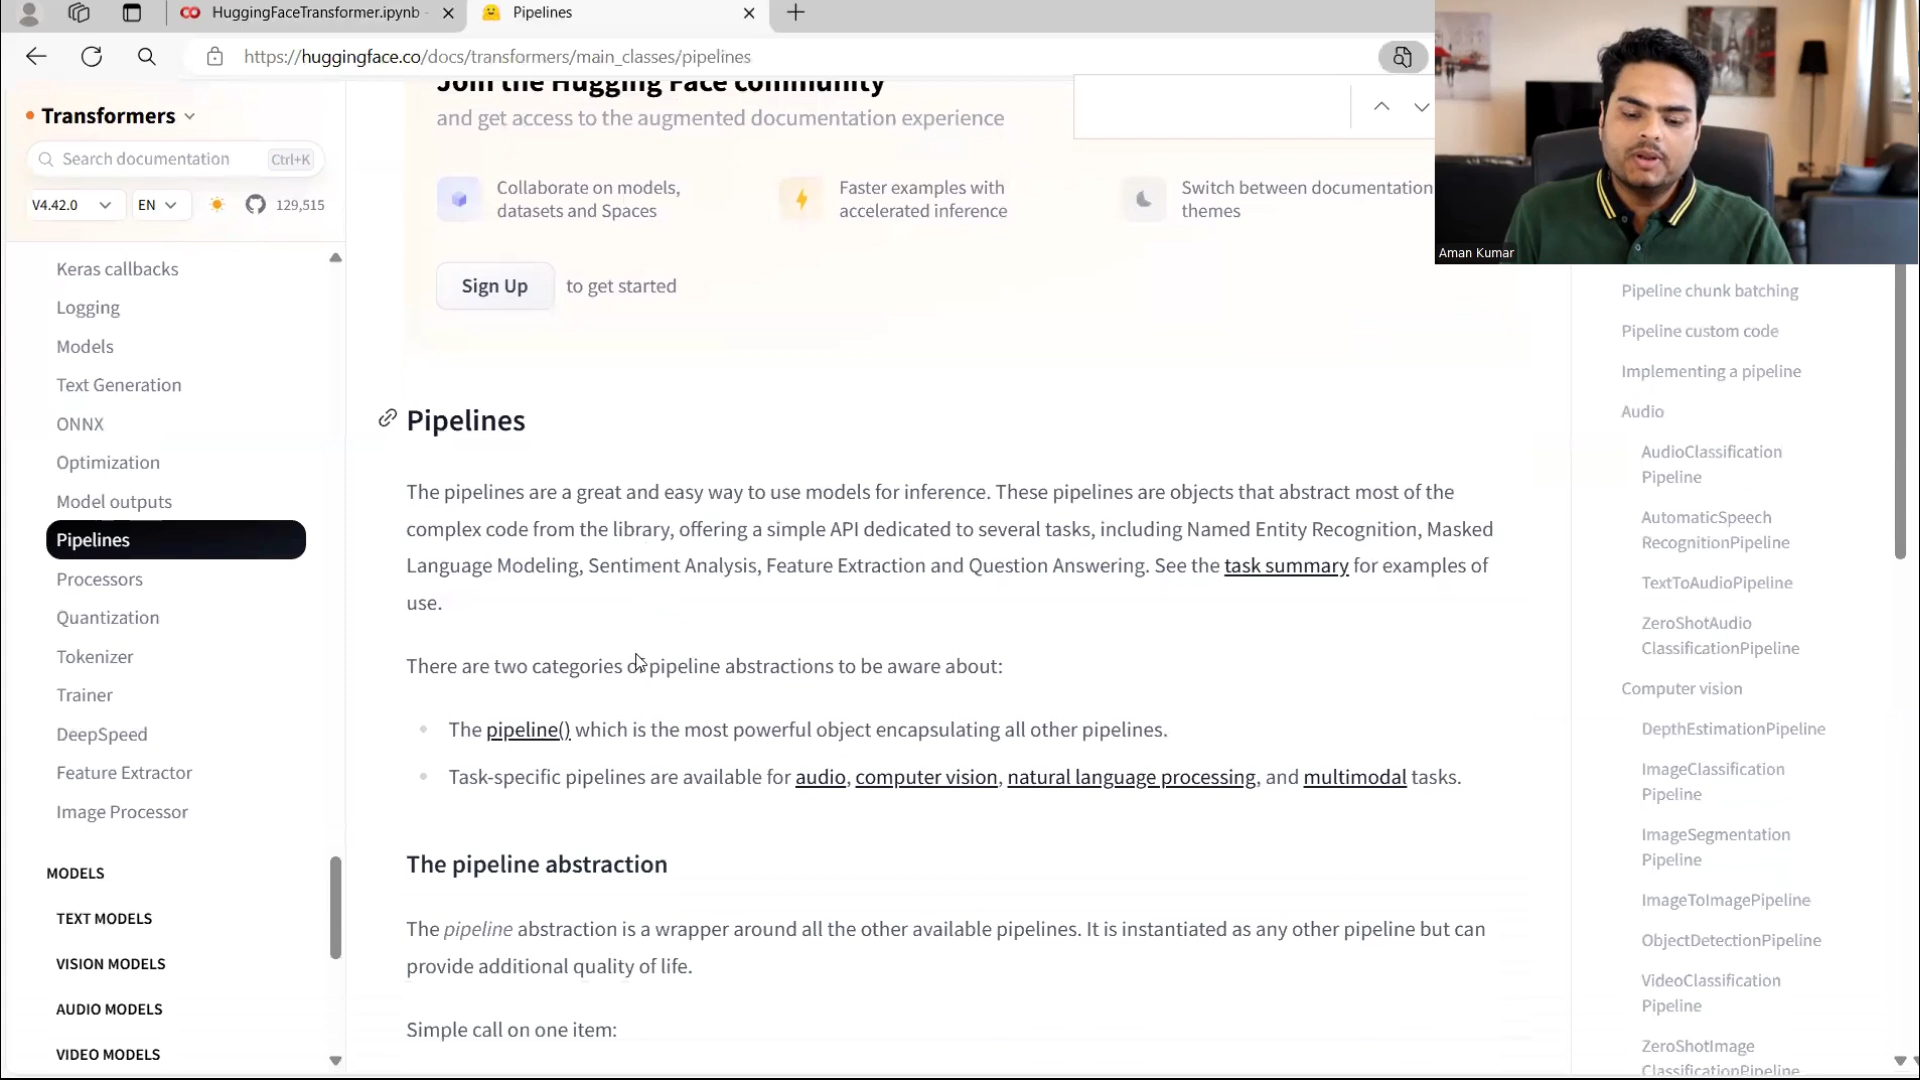 HuggingFaceTransformer.ipynb
Pipelines
https://huggingface.co/docs/transformers/main_classes/pipelines
Aman Kumar
Transformers
Search documentation Ctrl+K
V4.42.0 EN 129,515
Keras callbacks
Logging
Models
Text Generation
ONNX
Optimization
Model outputs
Pipelines
Processors
Quantization
Tokenizer
Trainer
DeepSpeed
Feature Extractor
Image Processor
MODELS
TEXT MODELS
VISION MODELS
AUDIO MODELS
VIDEO MODELS
Join the Hugging Face community
and get access to the augmented documentation experience
Collaborate on models,
datasets and Spaces
Faster examples with
accelerated inference
Switch between documentation
themes
Sign Up to get started
Pipelines
The pipelines are a great and easy way to use models for inference. These pipelines are objects that abstract most of the
complex code from the library, offering a simple API dedicated to several tasks, including Named Entity Recognition, Masked
Language Modeling, Sentiment Analysis, Feature Extraction and Question Answering. See the task summary for examples of
use.
There are two categories of pipeline abstractions to be aware about:
The pipeline() which is the most powerful object encapsulating all other pipelines.
Task-specific pipelines are available for audio, computer vision, natural language processing, and multimodal tasks.
The pipeline abstraction
The pipeline abstraction is a wrapper around all the other available pipelines. It is instantiated as any other pipeline but can
provide additional quality of life.
Simple call on one item:
Pipeline chunk batching
Pipeline custom code
Implementing a pipeline
Audio
AudioClassification
Pipeline
AutomaticSpeech
RecognitionPipeline
TextToAudioPipeline
ZeroShotAudio
ClassificationPipeline
Computer vision
DepthEstimationPipeline
ImageClassification
Pipeline
ImageSegmentation
Pipeline
ImageToImagePipeline
ObjectDetectionPipeline
VideoClassification
Pipeline
ZeroShotImage
ClassificationPipeline